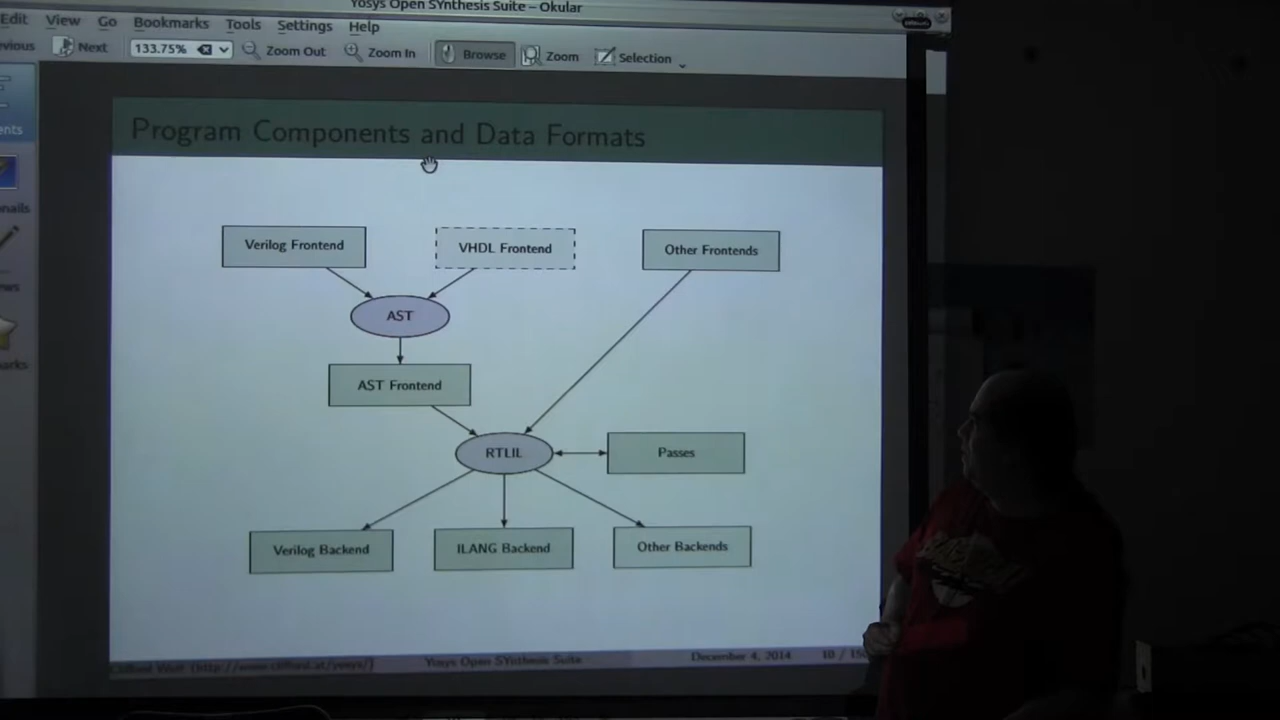 Yosys Open SYnthesis Suite – Okular
Edit View Go Bookmarks Tools Settings Help
Next 133.75% Zoom Out Zoom In Browse Zoom Selection
Program Components and Data Formats
Verilog Frontend VHDL Frontend Other Frontends
AST
AST Frontend
RTLIL Passes
Verilog Backend ILANG Backend Other Backends
Yosys Open SYnthesis Suite December 4, 2014 10 /